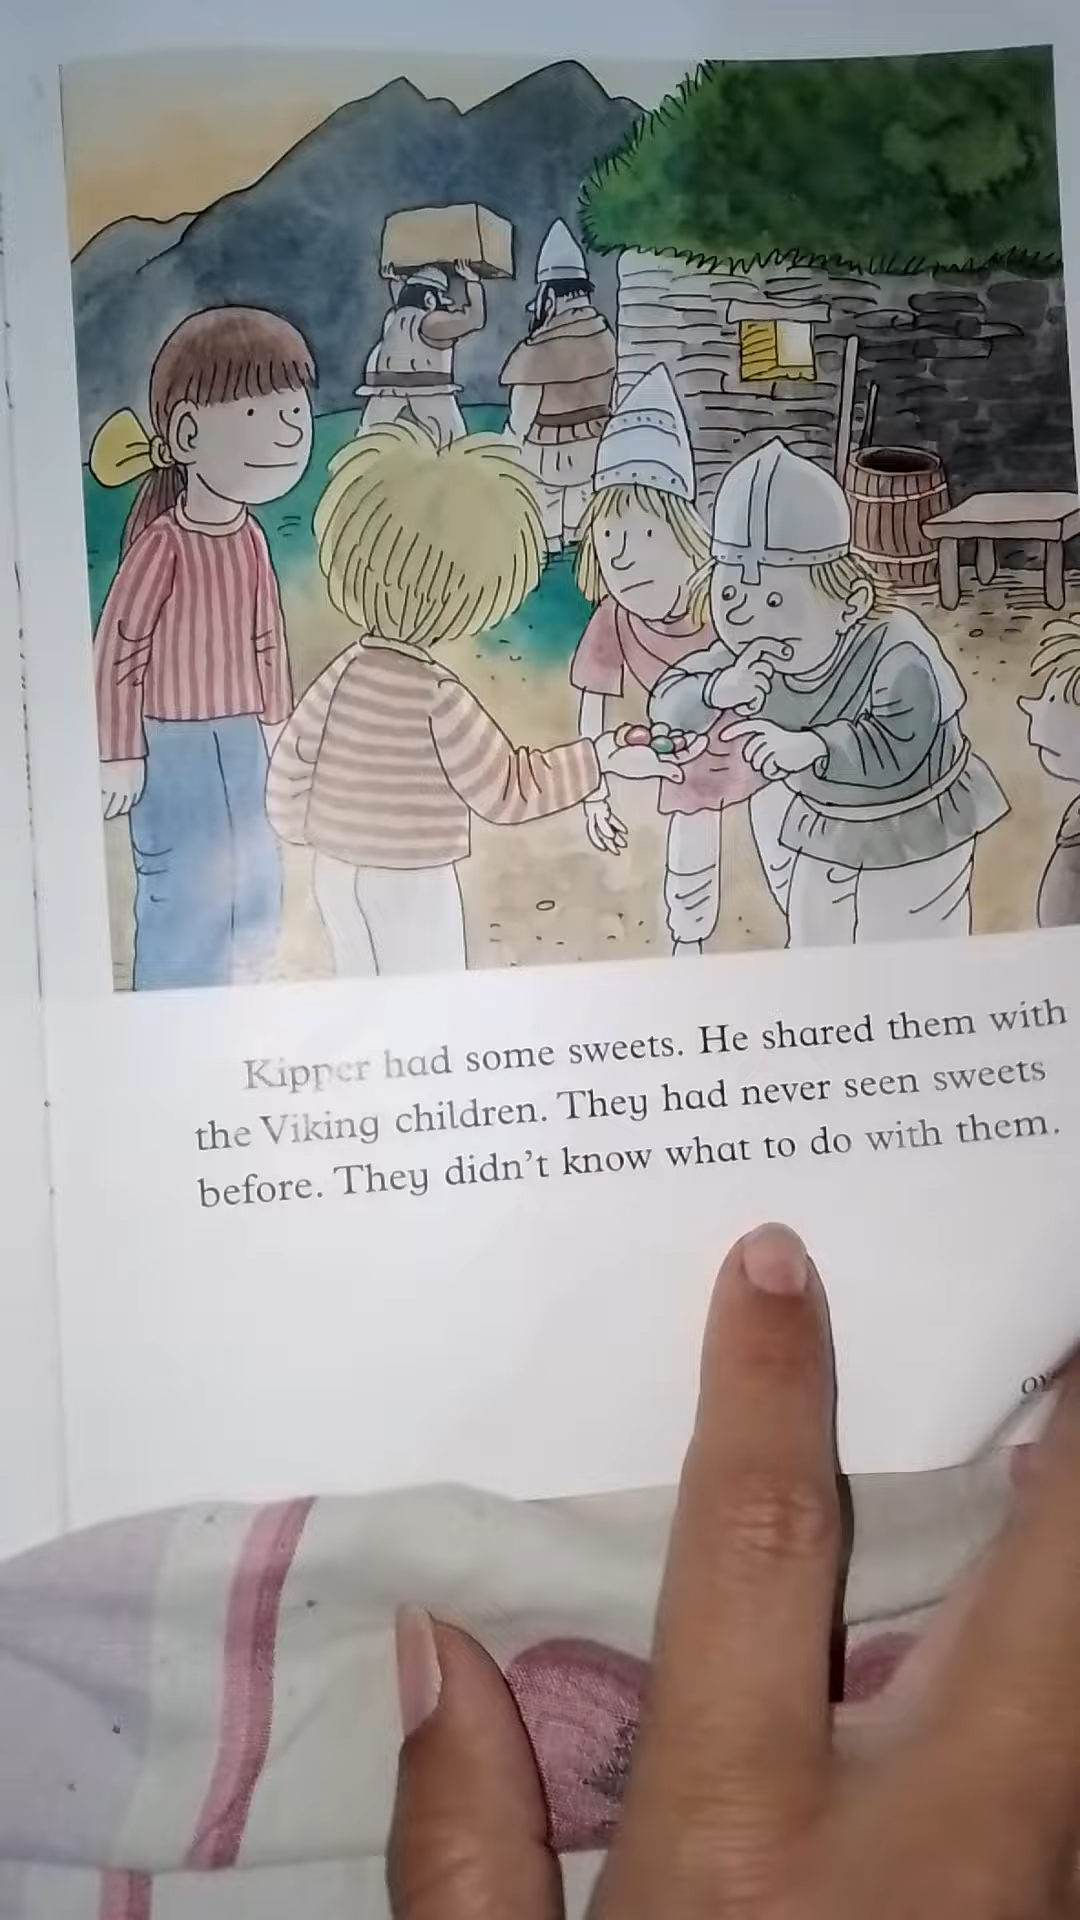 Kipper had some sweets. He shared them with
the Viking children. They had never seen sweets
before. They didn't know what to do with them.